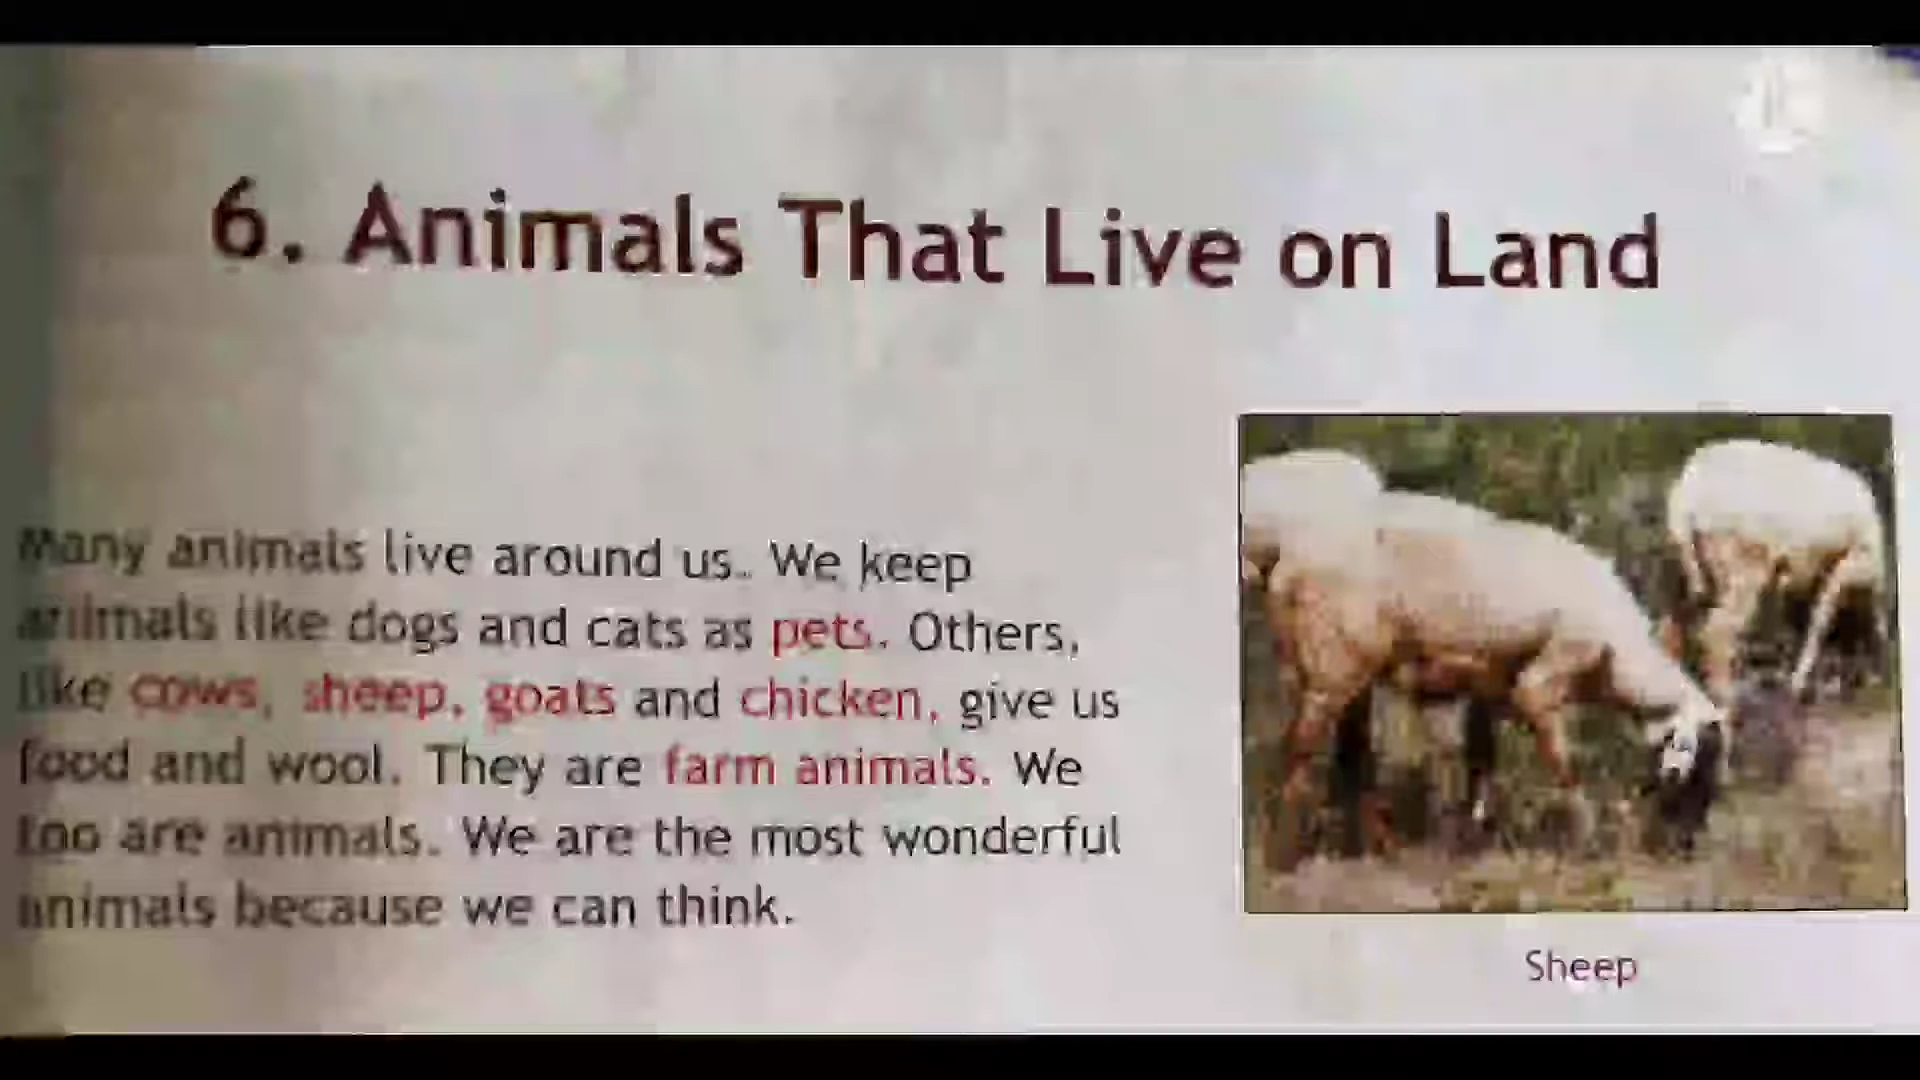 6. Animals That Live on Land
Many animals live around us. We keep
animals like dogs and cats as pets. Others,
like cows, sheep, goats and chicken, give us
food and wool. They are farm animals. We
too are animals. We are the most wonderful
animals because we can think.
Sheep